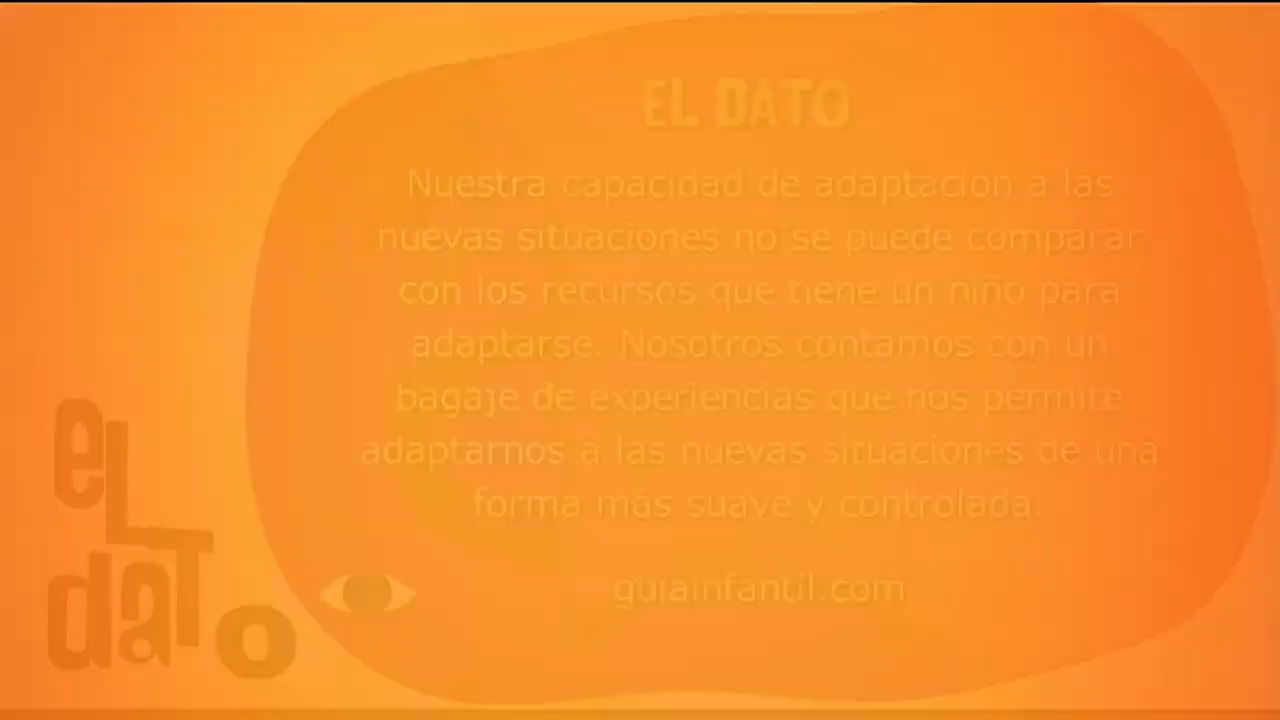 EL DATO
Nuestra capacidad de adaptación a las
nuevas situaciones no se puede comparar
con los recursos que tiene un niño para
adaptarse. Nosotros contamos con un
bagaje de experiencias que nos permite
adaptarnos a las nuevas situaciones de una
forma más suave y controlada.
guiainfantil.com
eL
daTo